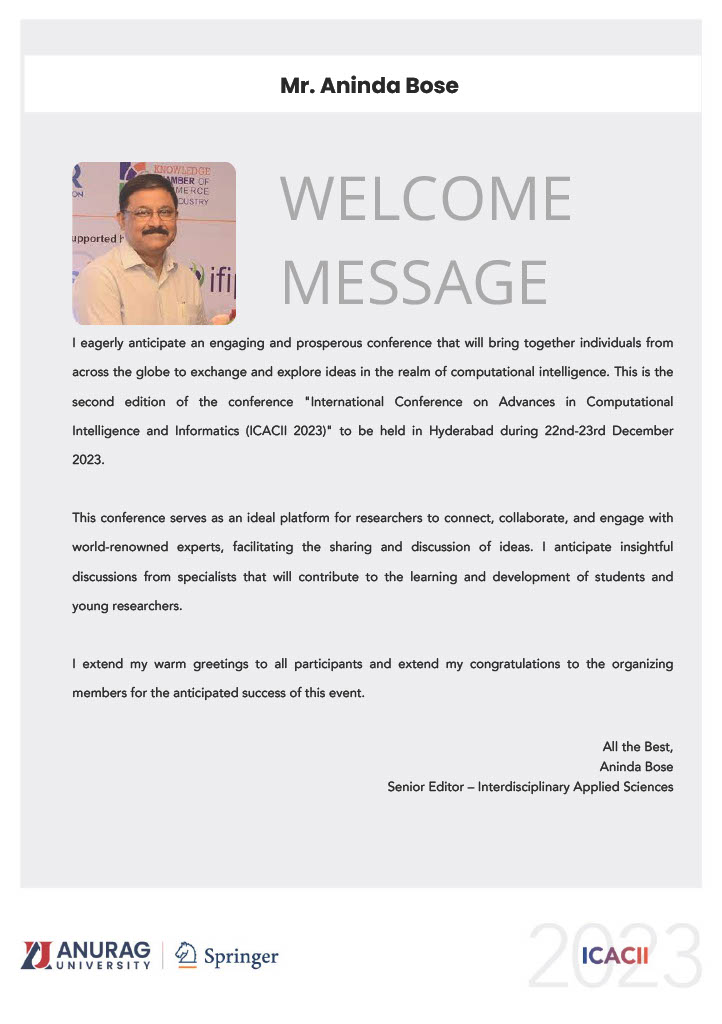 Mr. Aninda Bose
KNOWLEDGE
AMBER OF
MERCE
DUSTRY
R
ON
upported
ifip
WELCOME
MESSAGE
I eagerly anticipate an engaging and prosperous conference that will bring together individuals from
across the globe to exchange and explore ideas in the realm of computational intelligence. This is the
second edition of the conference "International Conference on Advances in Computational
Intelligence and Informatics (ICACII 2023)" to be held in Hyderabad during 22nd-23rd December
2023.
This conference serves as an ideal platform for researchers to connect, collaborate, and engage with
world-renowned experts, facilitating the sharing and discussion of ideas. I anticipate insightful
discussions from specialists that will contribute to the learning and development of students and
young researchers.
I extend my warm greetings to all participants and extend my congratulations to the organizing
members for the anticipated success of this event.
All the Best,
Aninda Bose
Senior Editor – Interdisciplinary Applied Sciences
ANURAG
UNIVERSITY
Springer
2023
ICACII